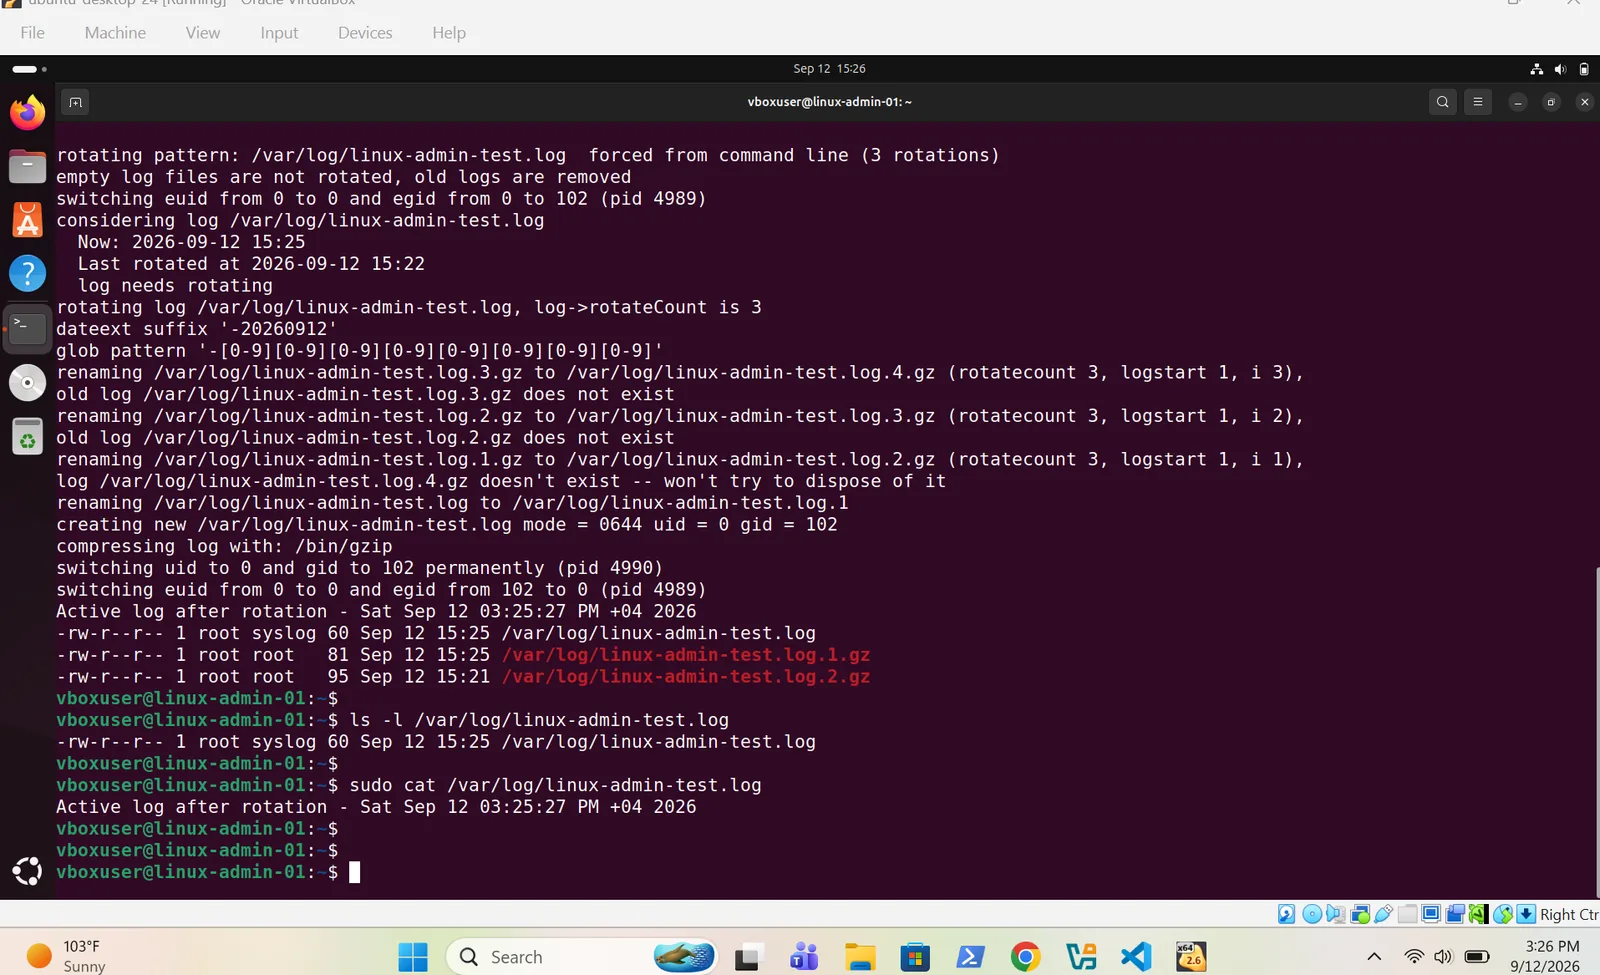 ubuntu-desktop-24 [Running] - Oracle VirtualBox
File Machine View Input Devices Help
Sep 12 15:26
vboxuser@linux-admin-01: ~
rotating pattern: /var/log/linux-admin-test.log  forced from command line (3 rotations)
empty log files are not rotated, old logs are removed
switching euid from 0 to 0 and egid from 0 to 102 (pid 4989)
considering log /var/log/linux-admin-test.log
  Now: 2026-09-12 15:25
  Last rotated at 2026-09-12 15:22
  log needs rotating
rotating log /var/log/linux-admin-test.log, log->rotateCount is 3
dateext suffix '-20260912'
glob pattern '-[0-9][0-9][0-9][0-9][0-9][0-9][0-9][0-9]'
renaming /var/log/linux-admin-test.log.3.gz to /var/log/linux-admin-test.log.4.gz (rotatecount 3, logstart 1, i 3),
old log /var/log/linux-admin-test.log.3.gz does not exist
renaming /var/log/linux-admin-test.log.2.gz to /var/log/linux-admin-test.log.3.gz (rotatecount 3, logstart 1, i 2),
old log /var/log/linux-admin-test.log.2.gz does not exist
renaming /var/log/linux-admin-test.log.1.gz to /var/log/linux-admin-test.log.2.gz (rotatecount 3, logstart 1, i 1),
log /var/log/linux-admin-test.log.4.gz doesn't exist -- won't try to dispose of it
renaming /var/log/linux-admin-test.log to /var/log/linux-admin-test.log.1
creating new /var/log/linux-admin-test.log mode = 0644 uid = 0 gid = 102
compressing log with: /bin/gzip
switching uid to 0 and gid to 102 permanently (pid 4990)
switching euid from 0 to 0 and egid from 102 to 0 (pid 4989)
Active log after rotation - Sat Sep 12 03:25:27 PM +04 2026
-rw-r--r-- 1 root syslog 60 Sep 12 15:25 /var/log/linux-admin-test.log
-rw-r--r-- 1 root root   81 Sep 12 15:25 /var/log/linux-admin-test.log.1.gz
-rw-r--r-- 1 root root   95 Sep 12 15:21 /var/log/linux-admin-test.log.2.gz
vboxuser@linux-admin-01:~$
vboxuser@linux-admin-01:~$ ls -l /var/log/linux-admin-test.log
-rw-r--r-- 1 root syslog 60 Sep 12 15:25 /var/log/linux-admin-test.log
vboxuser@linux-admin-01:~$
vboxuser@linux-admin-01:~$ sudo cat /var/log/linux-admin-test.log
Active log after rotation - Sat Sep 12 03:25:27 PM +04 2026
vboxuser@linux-admin-01:~$
vboxuser@linux-admin-01:~$
vboxuser@linux-admin-01:~$
Right Ctr
103°F
Sunny
Search
x64
2.6
3:26 PM
9/12/2026